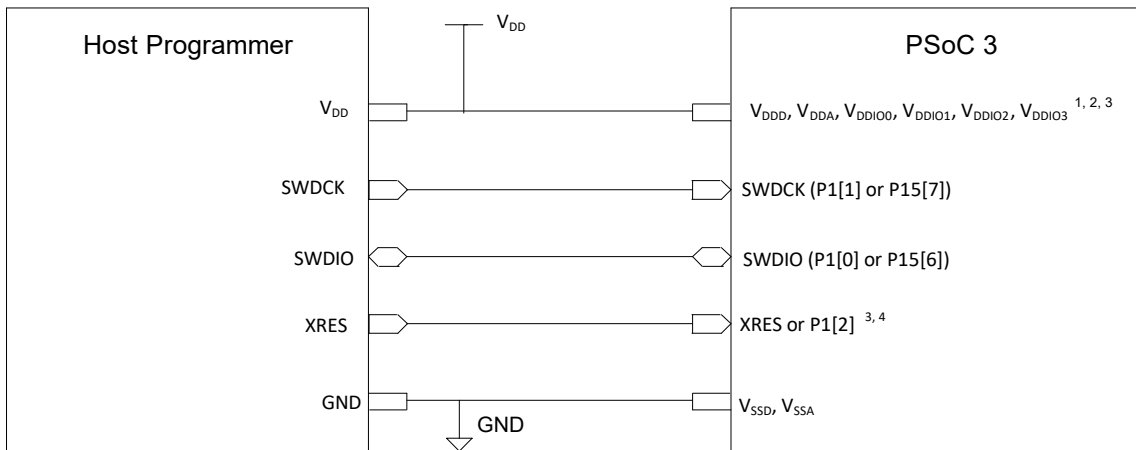 Host Programmer
V_DD
PSoC 3
V_DD
V_DDD, V_DDA, V_DDIO0, V_DDIO1, V_DDIO2, V_DDIO3 1, 2, 3
SWDCK
SWDCK (P1[1] or P15[7])
SWDIO
SWDIO (P1[0] or P15[6])
XRES
XRES or P1[2] 3, 4
GND
GND
V_SSD, V_SSA